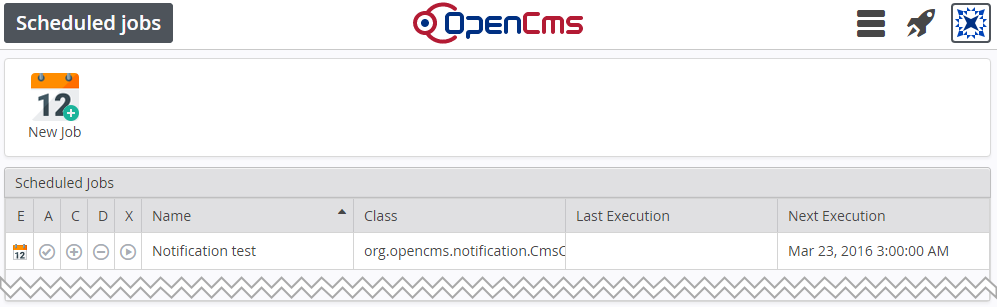 Scheduled jobs
OpenCms
12
New Job
Scheduled Jobs
E A C D X Name Class Last Execution Next Execution
12 Notification test org.opencms.notification.CmsC Mar 23, 2016 3:00:00 AM